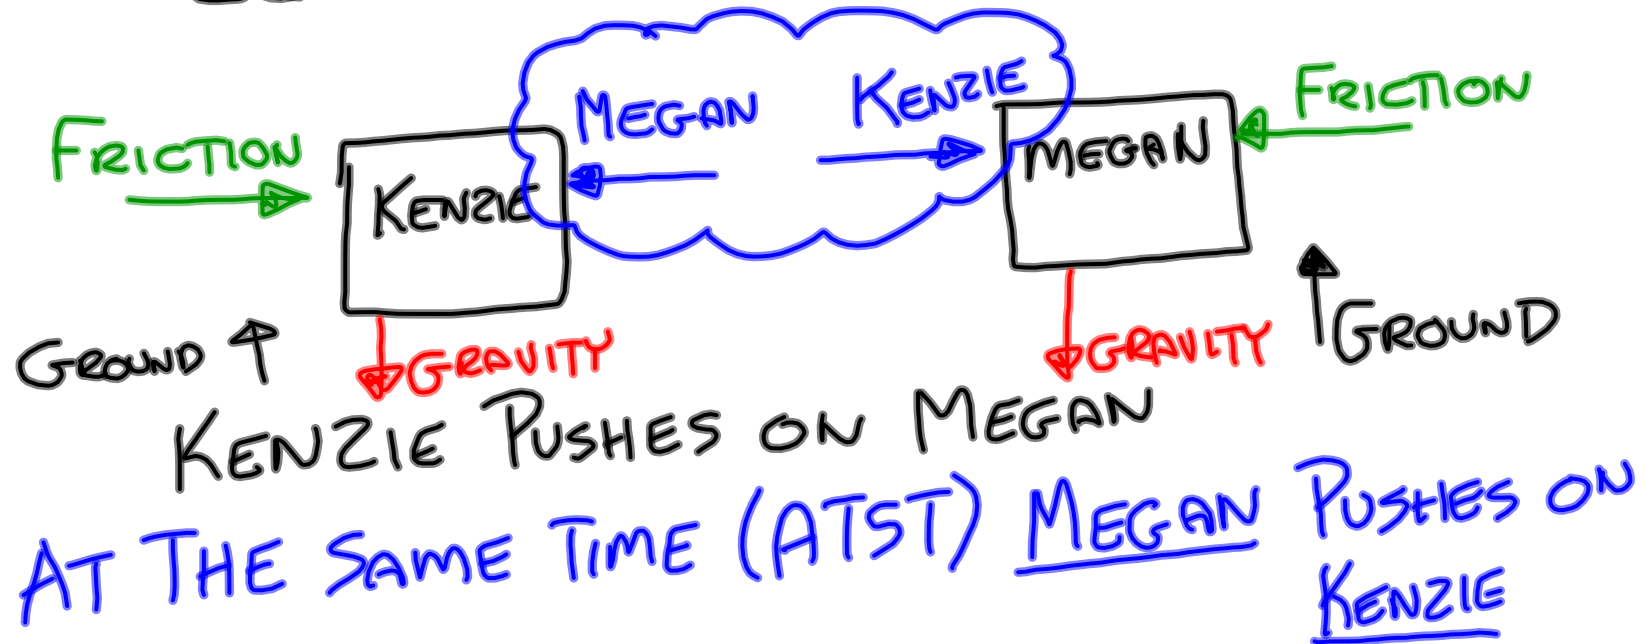 MEGAN KENZIE
FRICTION
FRICTION
KENZIE
MEGAN
GROUND
GRAVITY
GRAVITY
GROUND
KENZIE PUSHES ON MEGAN
AT THE SAME TIME (ATST) MEGAN PUSHES ON
KENZIE